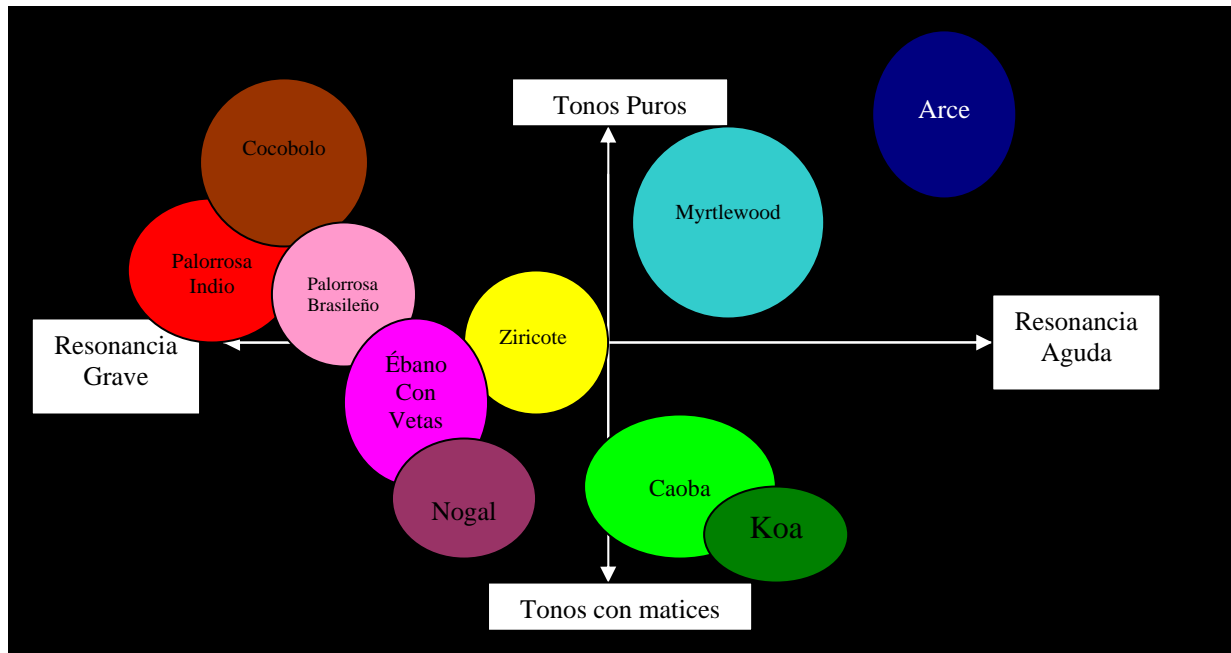 Tonos Puros
Arce
Cocobolo
Myrtlewood
Palorrosa
Indio
Palorrosa
Brasileño
Ziricote
Resonancia
Grave
Resonancia
Aguda
Ébano
Con
Vetas
Nogal
Caoba
Koa
Tonos con matices